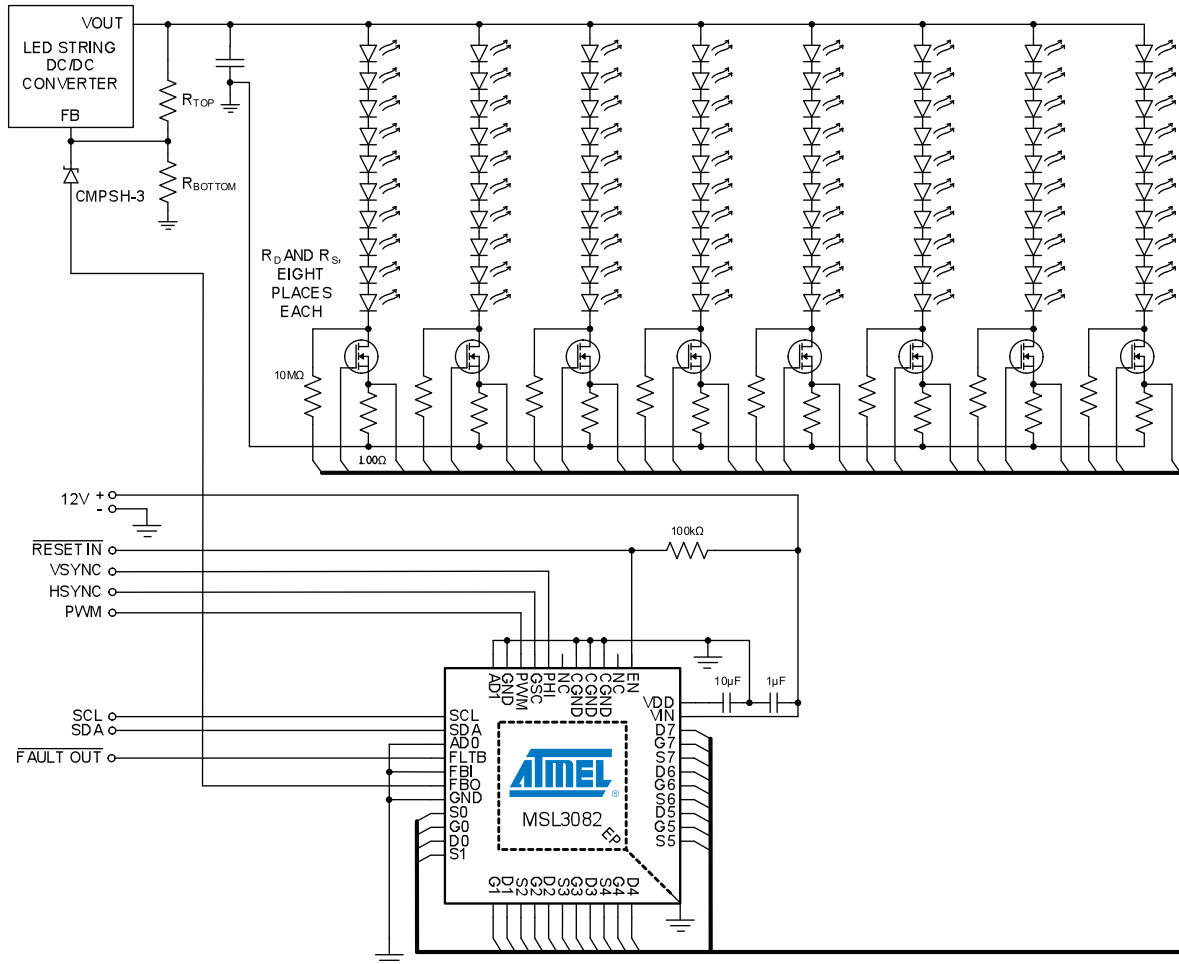 VOUT
LED STRING
DC/DC
CONVERTER
FB
RTOP
RBOTTOM
CMPSH-3
RD AND RS,
EIGHT
PLACES
EACH
10MΩ
1.00Ω
12V +
-
RESET IN
VSYNC
HSYNC
PWM
100kΩ
AD1
GND
PWM
GSC
PHI
NC
CGND
CGND
CGND
NC
EN
10µF
1µF
SCL
SDA
FAULT OUT
SCL
SDA
AD0
FLTB
FBI
FBO
GND
S0
G0
D0
S1
VDD
VIN
D7
G7
S7
D6
G6
S6
D5
G5
S5
ATMEL
®
MSL3082
EP
G1
D1
S2
G2
D2
S3
G3
D3
S4
G4
D4